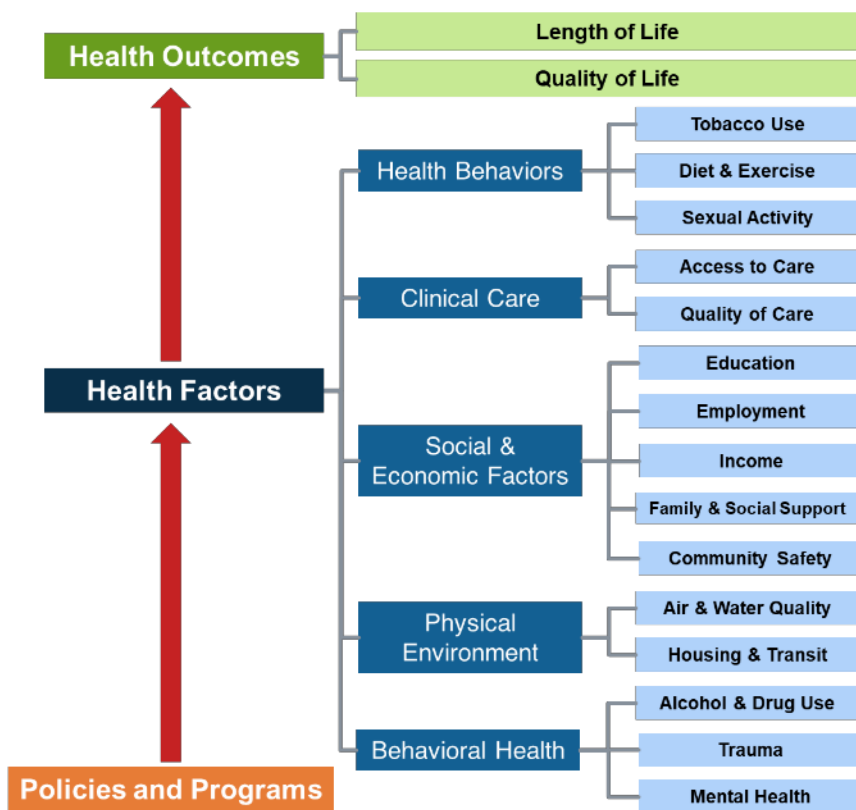 Health Outcomes
Length of Life
Quality of Life
Health Factors
Health Behaviors
Tobacco Use
Diet & Exercise
Sexual Activity
Clinical Care
Access to Care
Quality of Care
Social &
Economic Factors
Education
Employment
Income
Family & Social Support
Community Safety
Physical
Environment
Air & Water Quality
Housing & Transit
Behavioral Health
Alcohol & Drug Use
Trauma
Mental Health
Policies and Programs